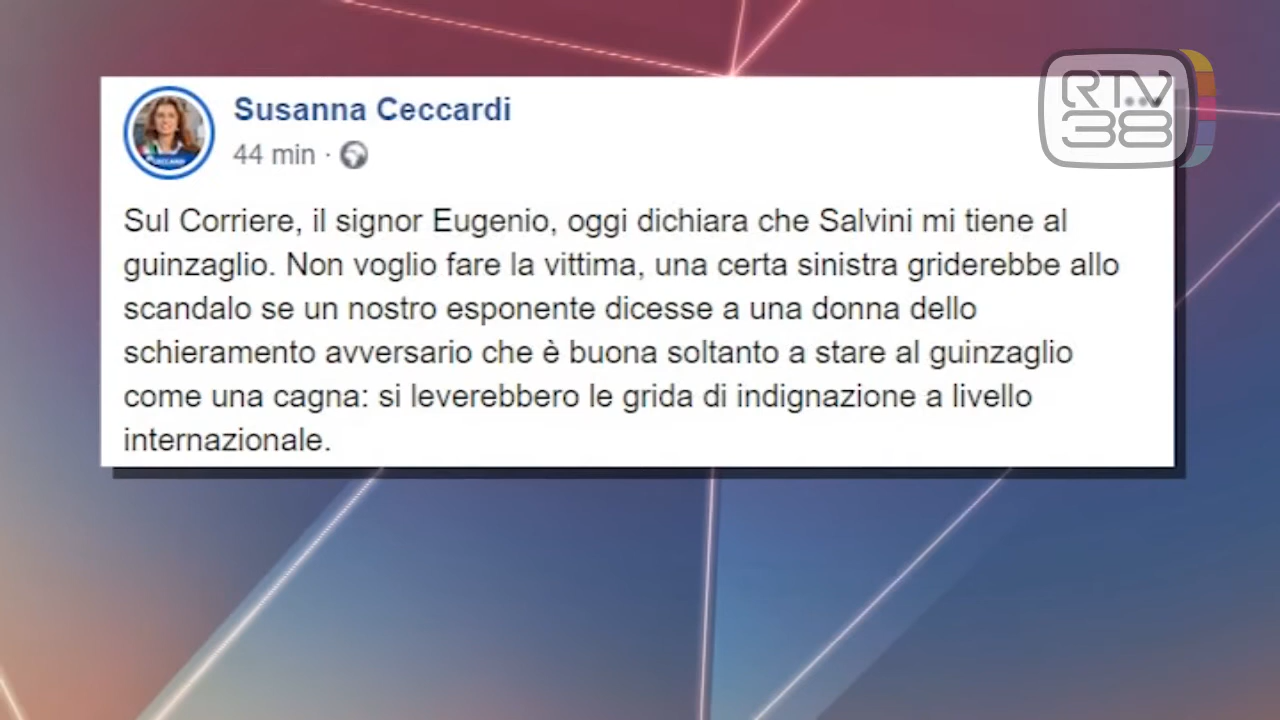 Susanna Ceccardi
44 min ·
RTV
38
Sul Corriere, il signor Eugenio, oggi dichiara che Salvini mi tiene al
guinzaglio. Non voglio fare la vittima, una certa sinistra griderebbe allo
scandalo se un nostro esponente dicesse a una donna dello
schieramento avversario che è buona soltanto a stare al guinzaglio
come una cagna: si leverebbero le grida di indignazione a livello
internazionale.